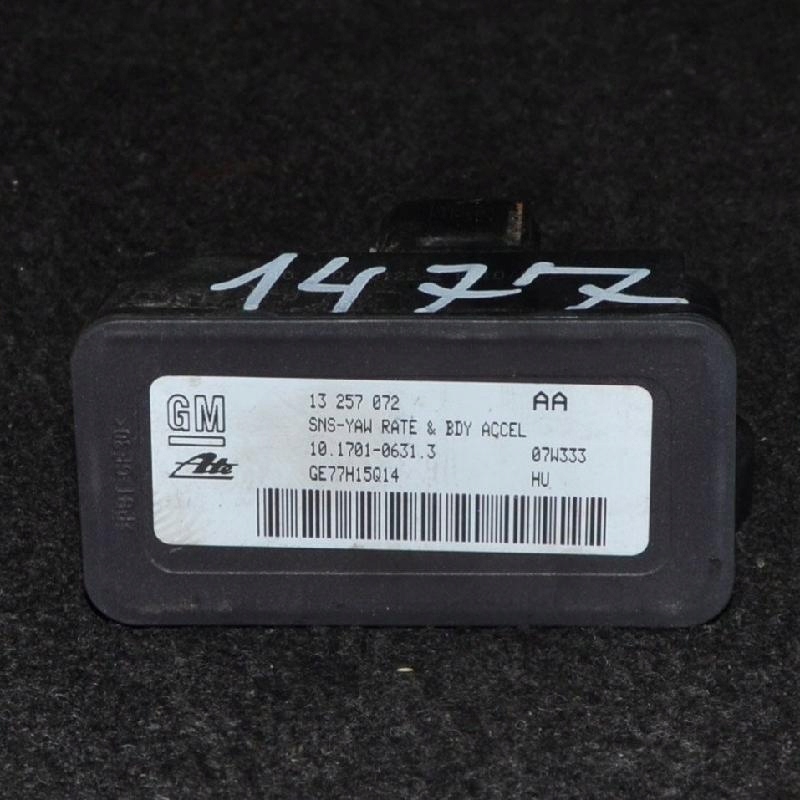 1477
GM
13 257 072 AA
SNS-YAW RATE & BDY ACCEL
Ate
10.1701-0631.3 07W333
GE77H15Q14 HU